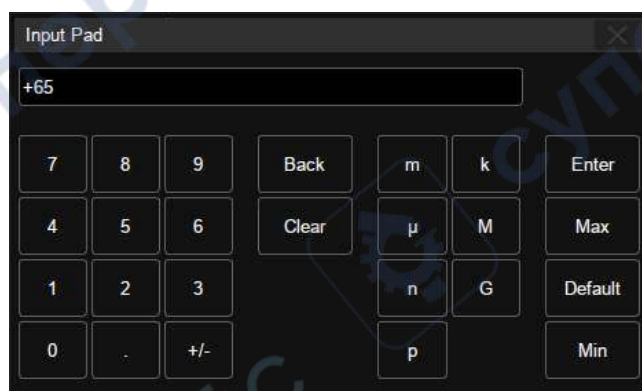 Input Pad
+65
7 8 9 Back m k Enter
4 5 6 Clear µ M Max
1 2 3 n G Default
0 . +/- p Min